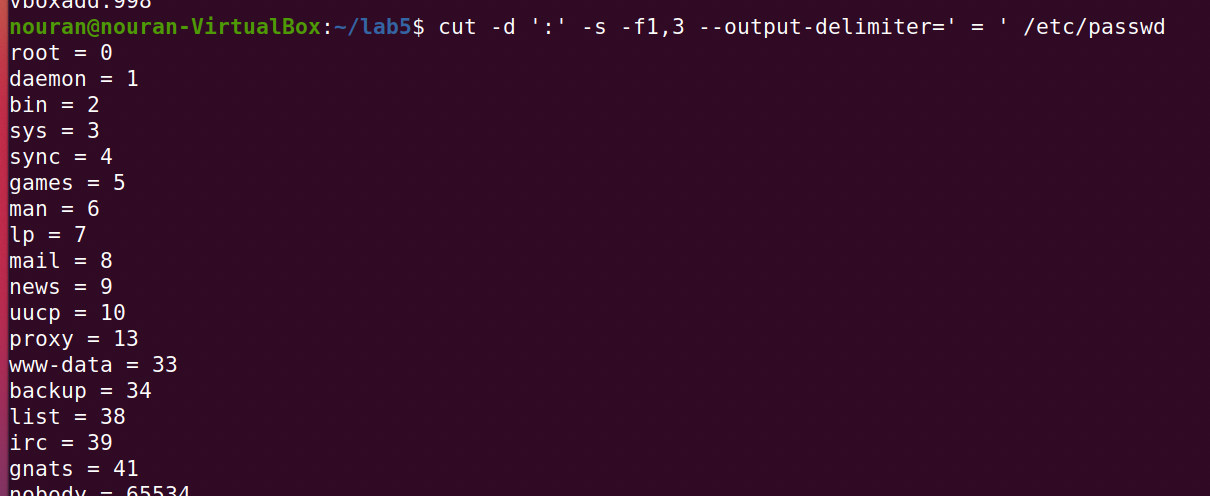 vboxadd:998
nouran@nouran-VirtualBox:~/lab5$ cut -d ':' -s -f1,3 --output-delimiter=' = ' /etc/passwd
root = 0
daemon = 1
bin = 2
sys = 3
sync = 4
games = 5
man = 6
lp = 7
mail = 8
news = 9
uucp = 10
proxy = 13
www-data = 33
backup = 34
list = 38
irc = 39
gnats = 41
nobody = 65534